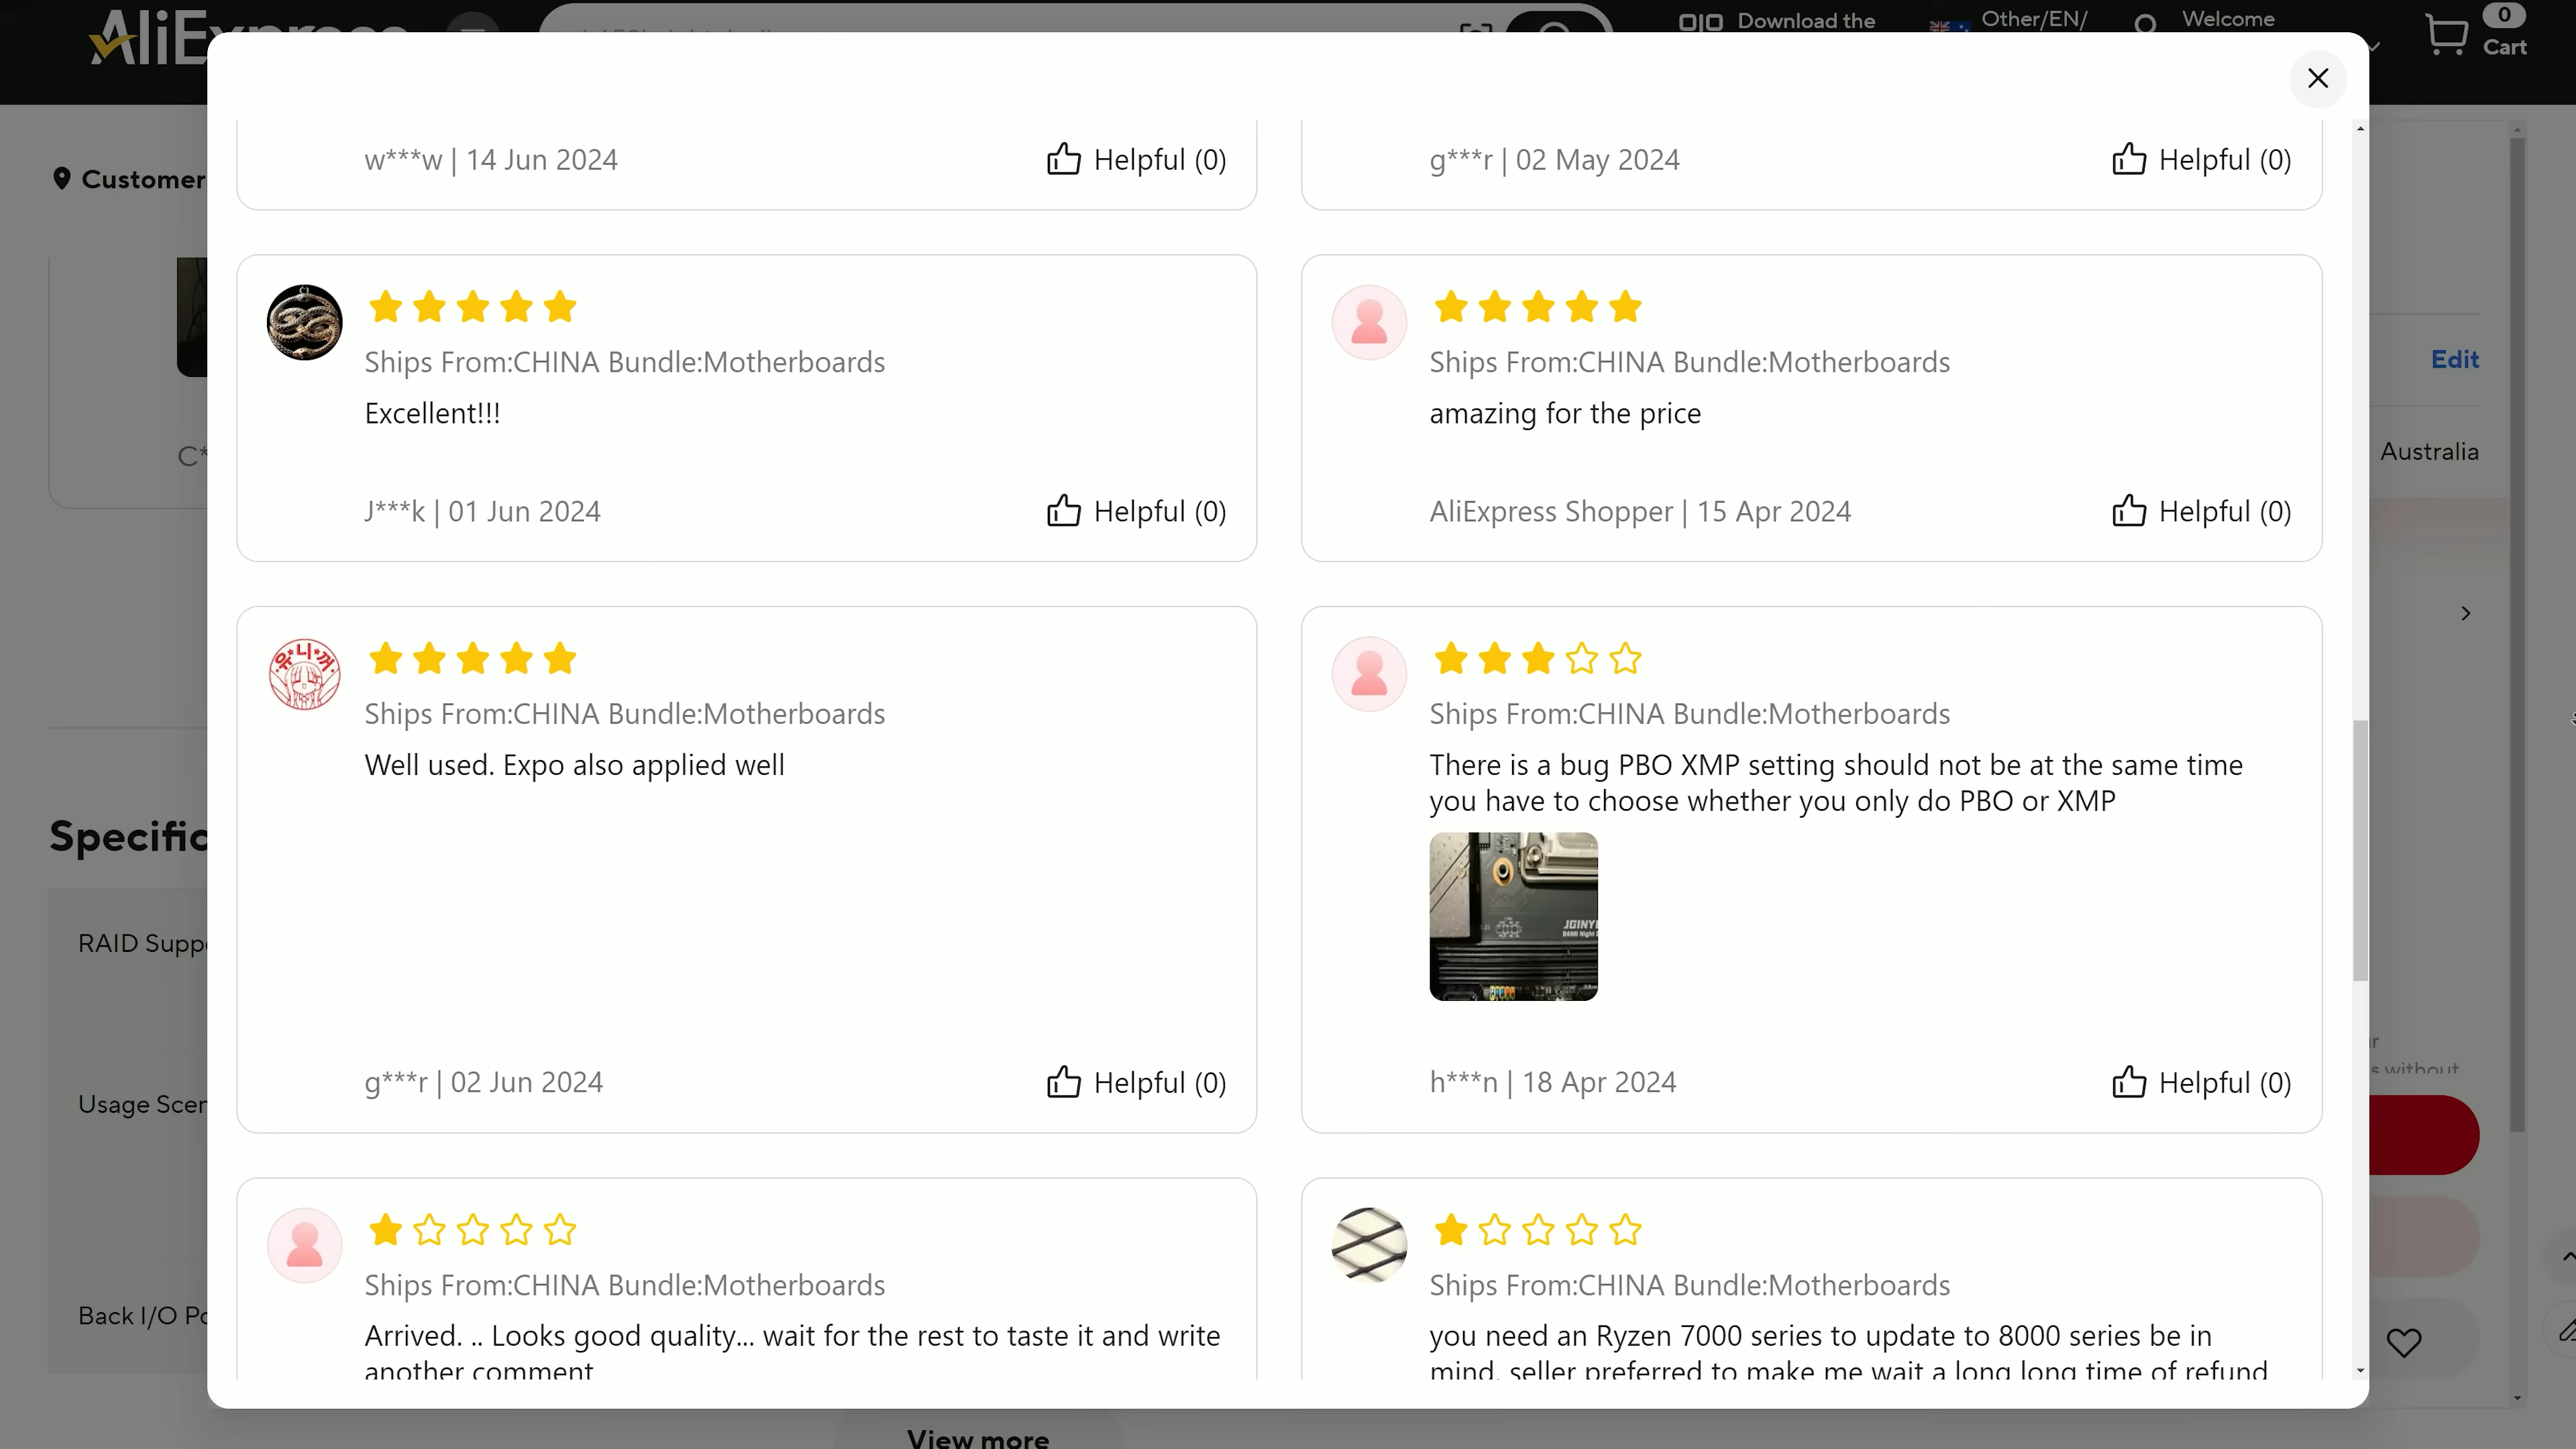 AliExpress
Download the
Other/EN/
Welcome
0
Cart
Customer
Edit
Australia
C*
Specific
RAID Suppo
Usage Scen
Back I/O Po
s without
View more
w***w | 14 Jun 2024
Helpful (0)
g***r | 02 May 2024
Helpful (0)
Ships From:CHINA Bundle:Motherboards
Excellent!!!
J***k | 01 Jun 2024
Helpful (0)
Ships From:CHINA Bundle:Motherboards
amazing for the price
AliExpress Shopper | 15 Apr 2024
Helpful (0)
유니꺼
Ships From:CHINA Bundle:Motherboards
Well used. Expo also applied well
g***r | 02 Jun 2024
Helpful (0)
Ships From:CHINA Bundle:Motherboards
There is a bug PBO XMP setting should not be at the same time
you have to choose whether you only do PBO or XMP
JGINYU
h***n | 18 Apr 2024
Helpful (0)
Ships From:CHINA Bundle:Motherboards
Arrived. .. Looks good quality... wait for the rest to taste it and write
another comment
Ships From:CHINA Bundle:Motherboards
you need an Ryzen 7000 series to update to 8000 series be in
mind, seller preferred to make me wait a long long time of refund